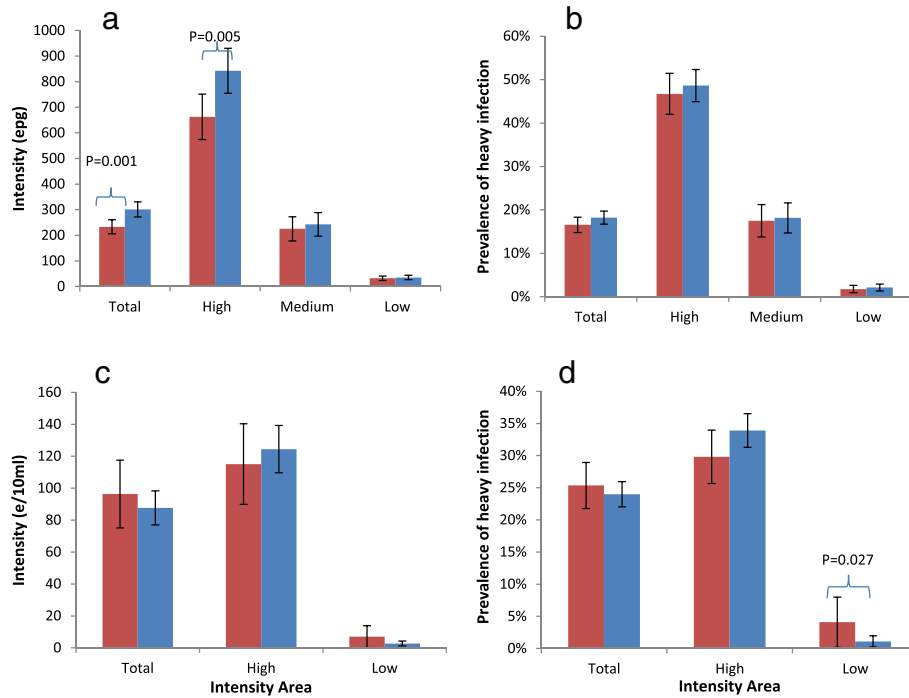 a
Intensity (epg)
1000
900
800
700
600
500
400
300
200
100
0
P=0.001
P=0.005
Total High Medium Low
b
Prevalence of heavy infection
60%
50%
40%
30%
20%
10%
0%
Total High Medium Low
c
Intensity (e/10ml)
160
140
120
100
80
60
40
20
0
Total High Low
Intensity Area
d
Prevalence of heavy infection
40%
35%
30%
25%
20%
15%
10%
5%
0%
P=0.027
Total High Low
Intensity Area